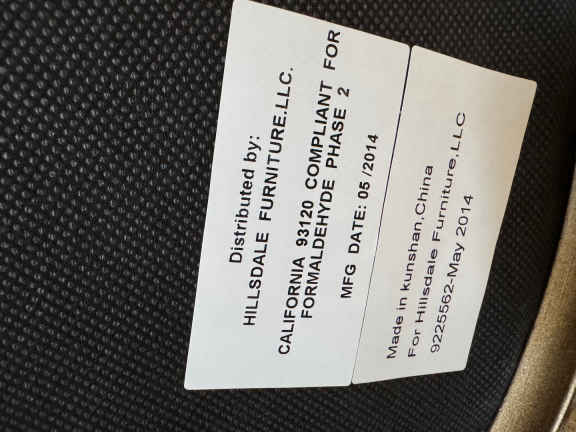 Distributed by:
HILLSDALE FURNITURE.LLC.
CALIFORNIA 93120 COMPLIANT FOR
FORMALDEHYDE PHASE 2
MFG DATE: 05 /2014
Made in kunshan,China
For Hillsdale Furniture,LLC
9225562-May 2014